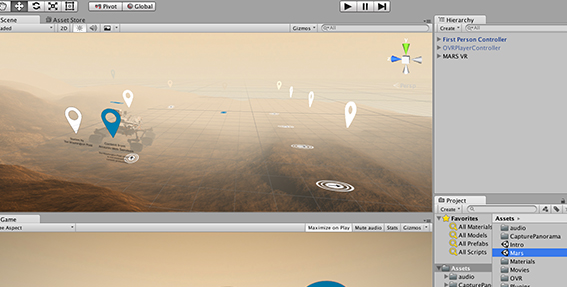 Pivot Global
Scene Asset Store
aded 2D Gizmos All
Game
ee Aspect Maximize on Play Mute audio Stats Gizmos
Hierarchy
Create All
First Person Controller
OVRPlayerController
MARS VR
Project
Create
Favorites
All Materials
All Models
All Prefabs
All Scripts
Assets
audio
CapturePan
Assets
audio
CapturePanorama
Intro
Mars
Materials
Movies
OVR